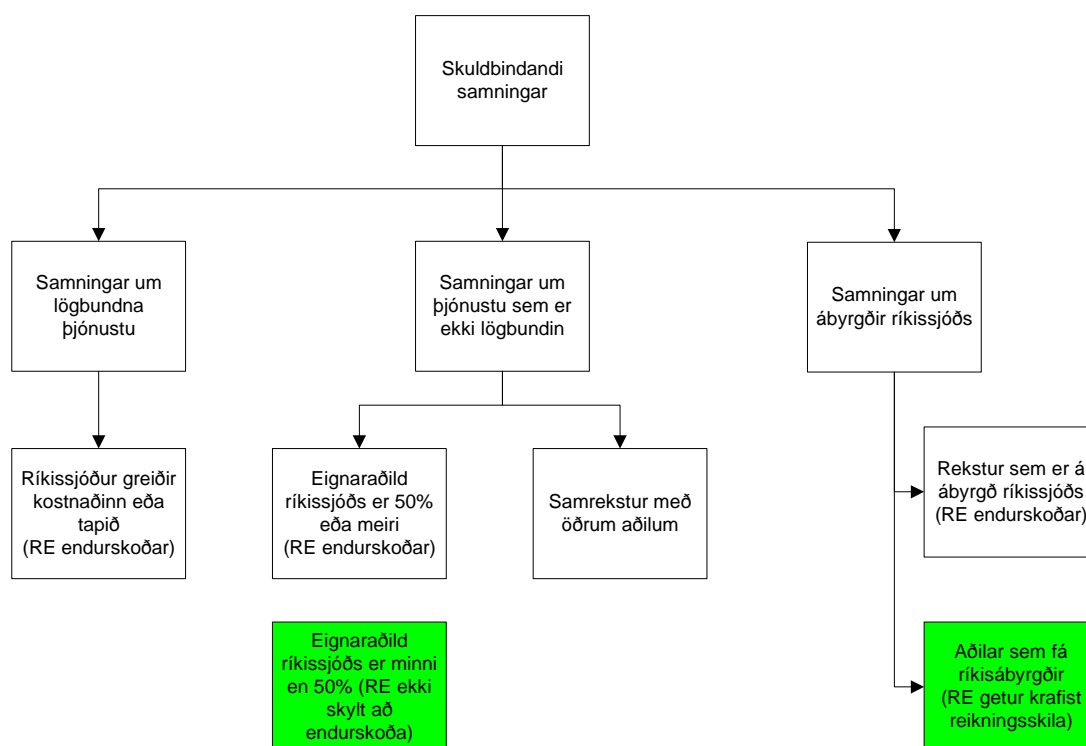 Skuldbindandi
samningar
Samningar um
lögbundna
þjónustu
Samningar um
þjónustu sem er
ekki lögbundin
Samningar um
ábyrgðir ríkissjóðs
Ríkissjóður greiðir
kostnaðinn eða
tapið
(RE endurskoðar)
Eignaraðild
ríkissjóðs er 50%
eða meiri
(RE endurskoðar)
Samrekstur með
öðrum aðilum
Rekstur sem er á
ábyrgð ríkissjóðs
(RE endurskoðar)
Eignaraðild
ríkissjóðs er minni
en 50% (RE ekki
skylt að
endurskoða)
Aðilar sem fá
ríkisábyrgðir
(RE getur krafist
reikningsskila)